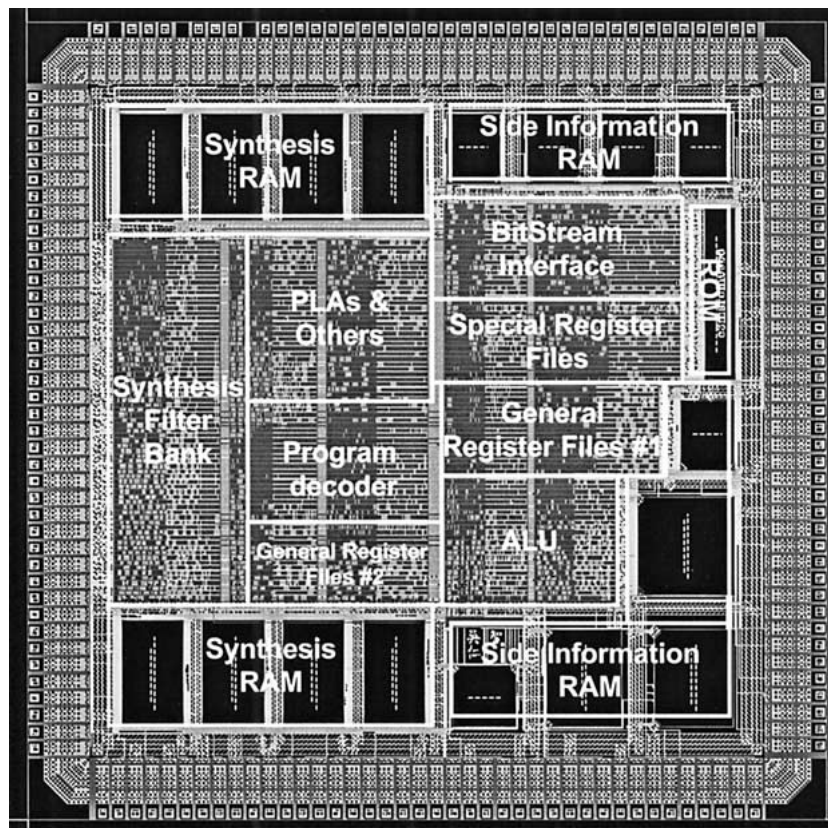 Synthesis
RAM
Side Information
RAM
BitStream
Interface
ROM
PLAs &
Others
Special Register
Files
Synthesis
Filter
Bank
General
Register Files #1
Program
decoder
ALU
General Register
Files #2
Synthesis
RAM
Side Information
RAM